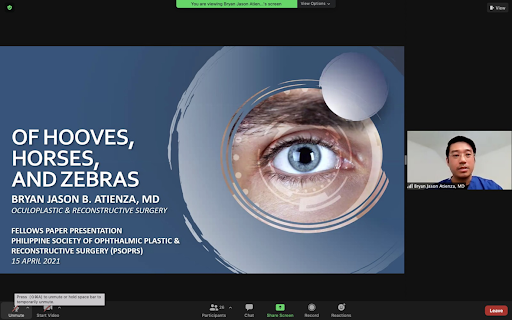 You are viewing Bryan Jason Atien...'s screen
View Options
View
OF HOOVES,
HORSES,
AND ZEBRAS
BRYAN JASON B. ATIENZA, MD
OCULOPLASTIC & RECONSTRUCTIVE SURGERY
FELLOWS PAPER PRESENTATION
PHILIPPINE SOCIETY OF OPHTHALMIC PLASTIC &
RECONSTRUCTIVE SURGERY (PSOPRS)
15 APRIL 2021
Bryan Jason Atienza, MD
Press (⇧⌘A) to unmute or hold space bar to
temporarily unmute.
Unmute
Start Video
Participants
26
Chat
Share Screen
Record
Reactions
Leave